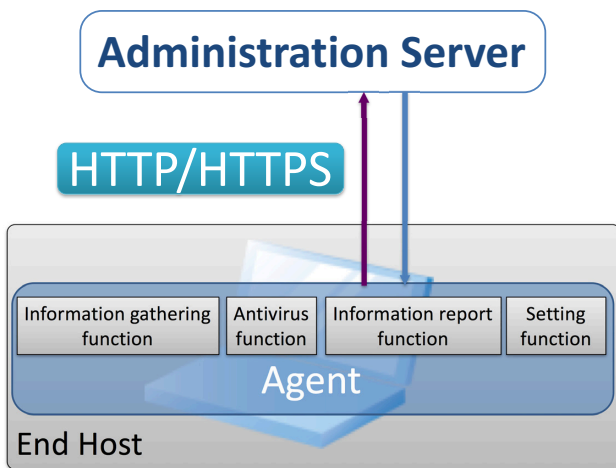 Administration Server
HTTP/HTTPS
Information gathering
function
Antivirus
function
Information report
function
Setting
function
Agent
End Host